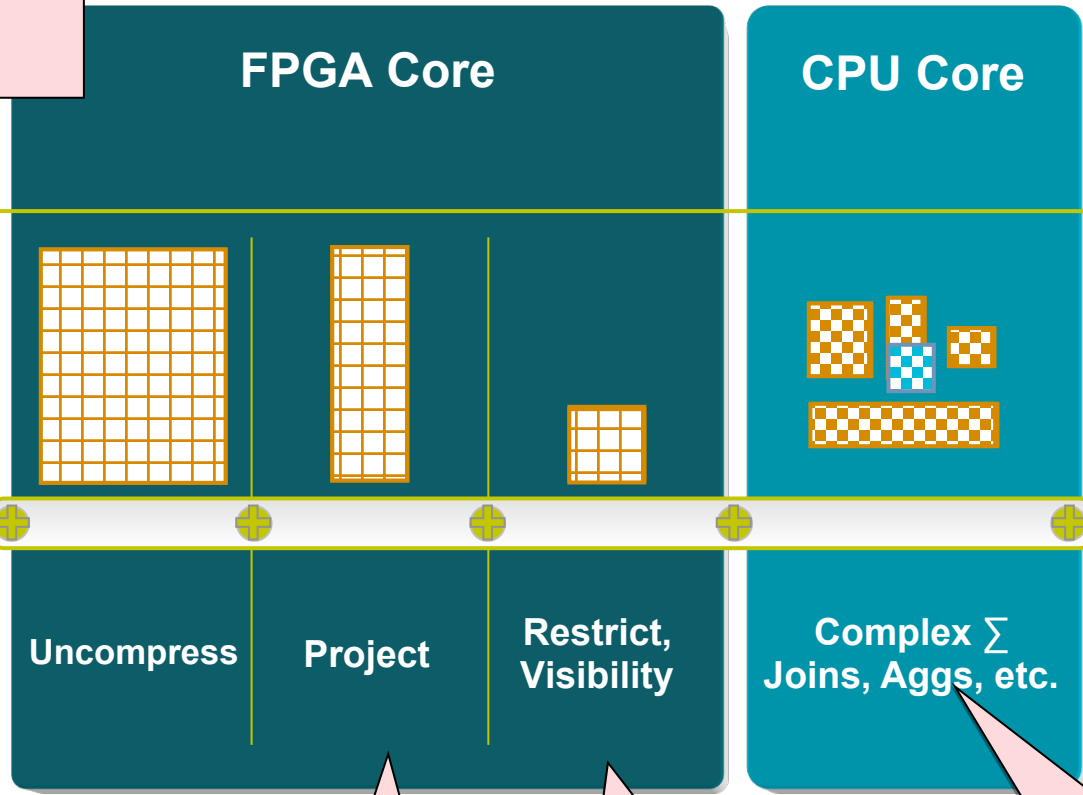 FPGA Core
CPU Core
Uncompress
Project
Restrict,
Visibility
Complex ∑
Joins, Aggs, etc.